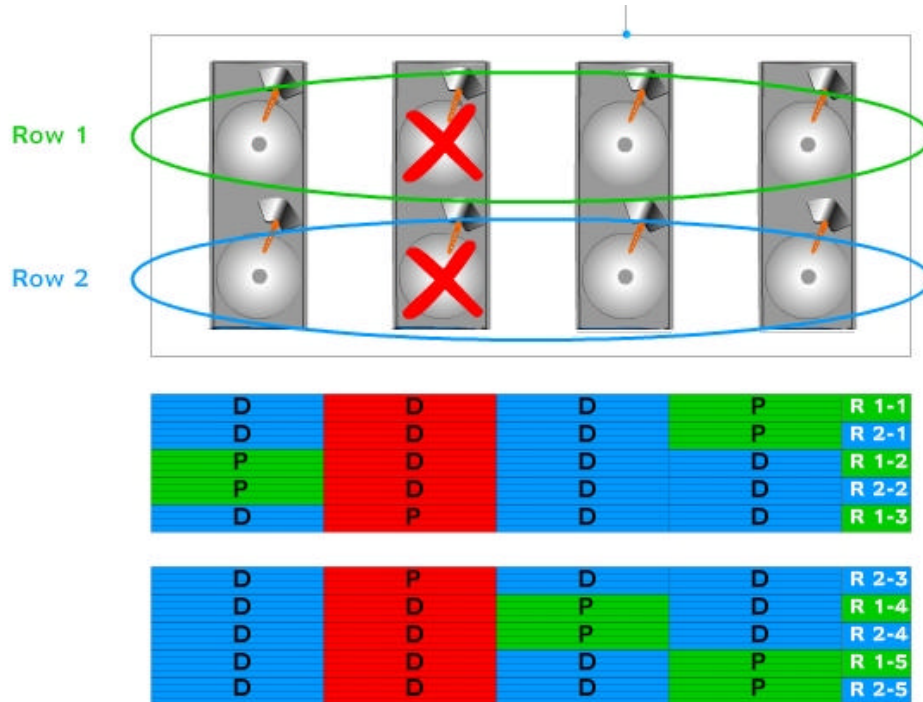 Row 1
Row 2
D D D P R 1-1
D D D P R 2-1
P D D D R 1-2
P D D D R 2-2
D P D D R 1-3
D P D D R 2-3
D D P D R 1-4
D D P D R 2-4
D D D P R 1-5
D D D P R 2-5